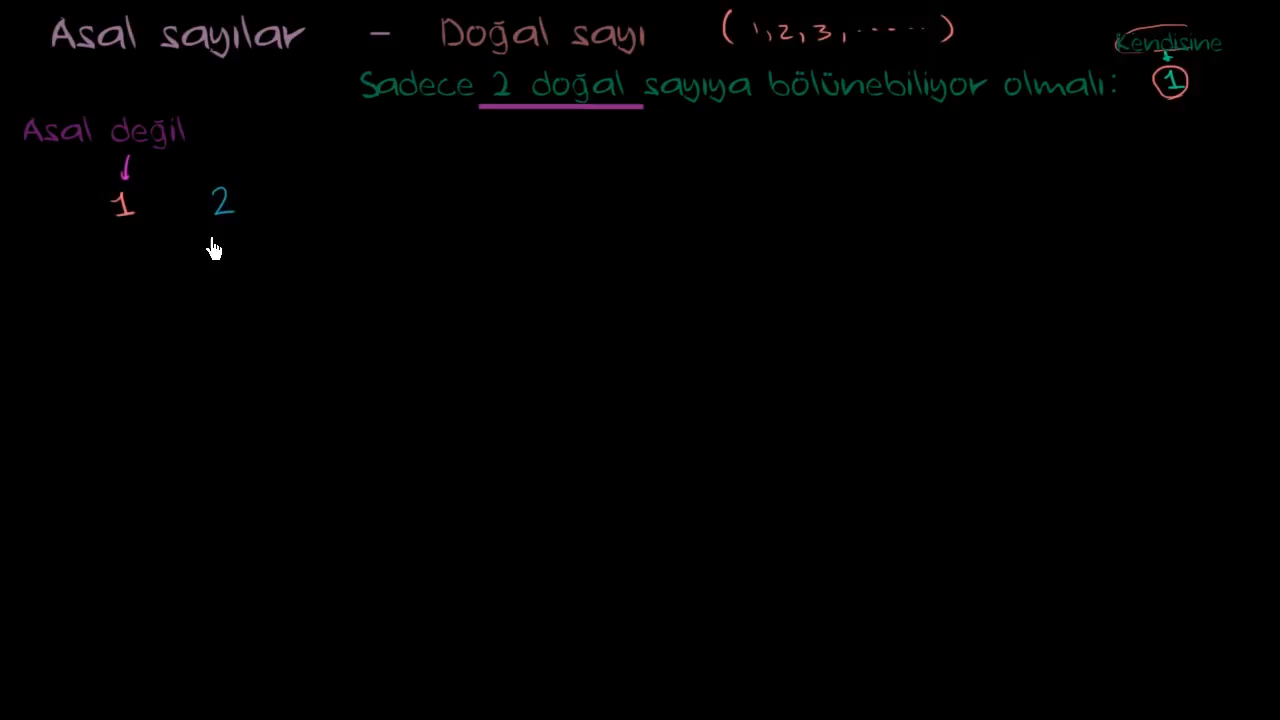 Asal sayılar - Doğal sayı (1,2,3,......)
Kendisine
Sadece 2 doğal sayıya bölünebiliyor olmalı: 1
Asal değil
1 2